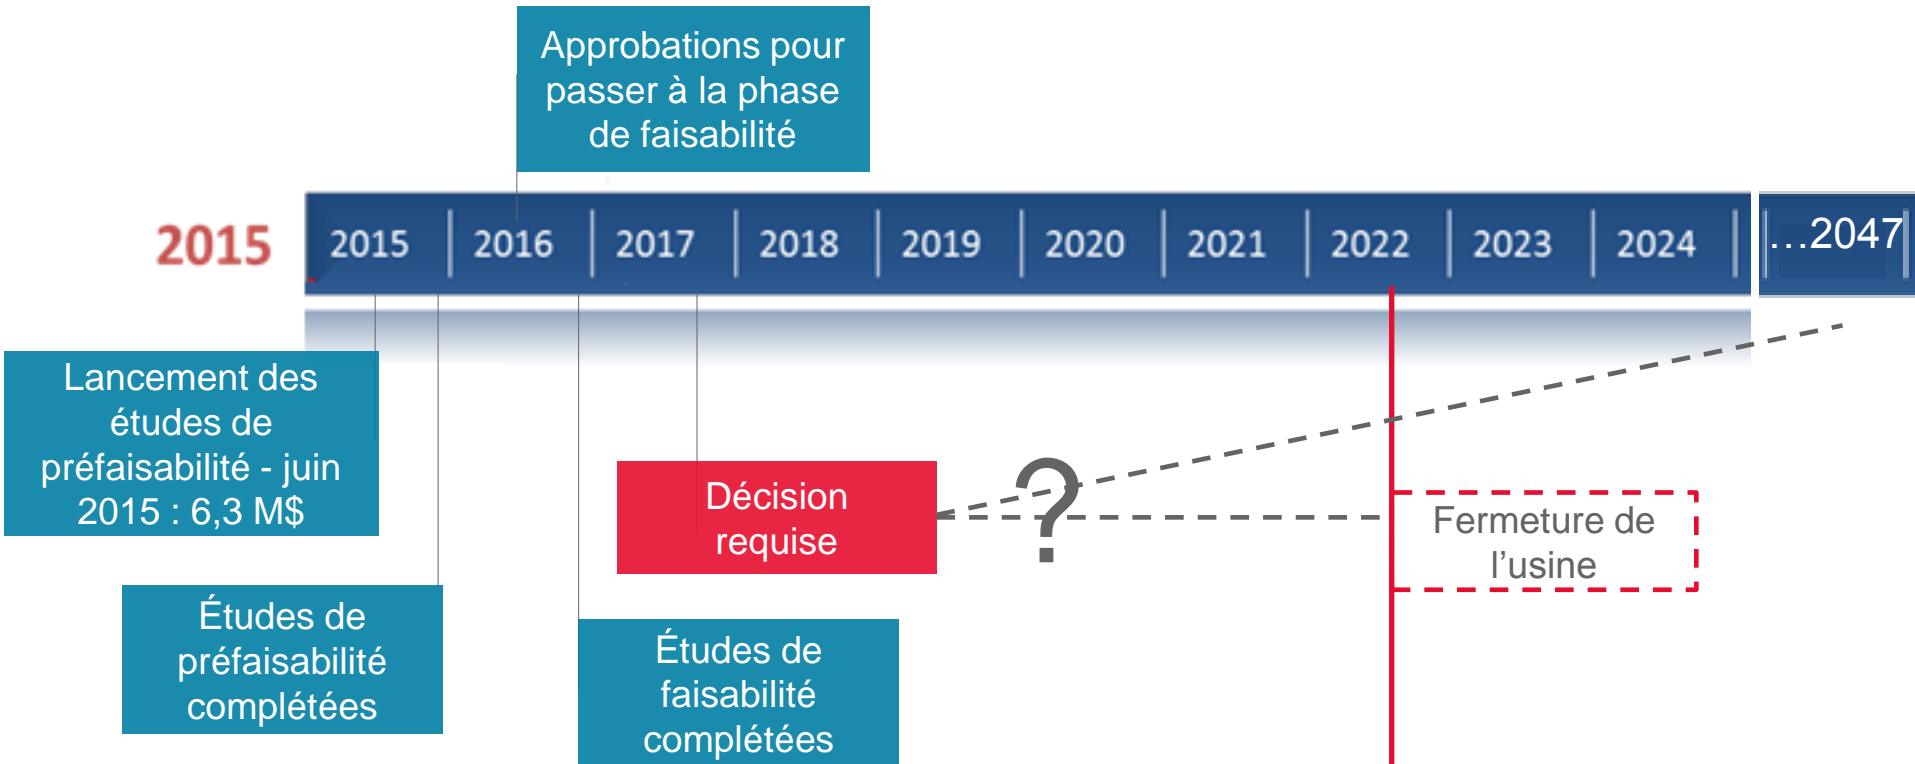 Approbations pour
passer à la phase
de faisabilité
2015
2015 2016 2017 2018 2019 2020 2021 2022 2023 2024 ...2047
Lancement des
études de
préfaisabilité - juin
2015 : 6,3 M$
Décision
requise
?
Fermeture de
l'usine
Études de
préfaisabilité
complétées
Études de
faisabilité
complétées